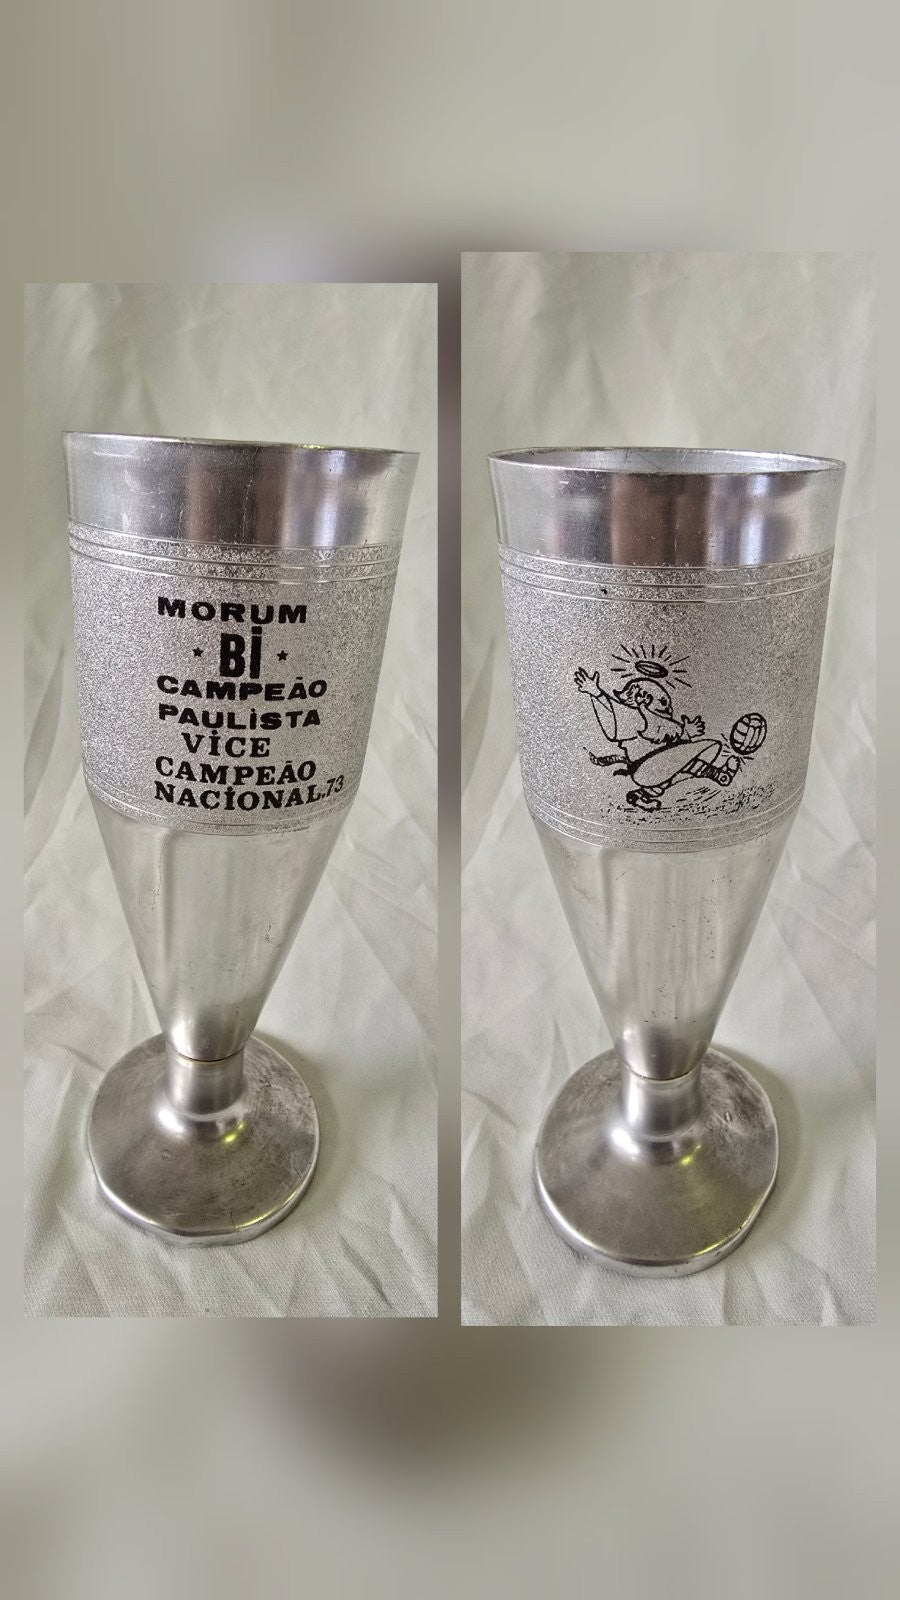 MORUM
BI
CAMPEÃO
PAULISTA
VICE
CAMPEÃO
NACIONAL.73